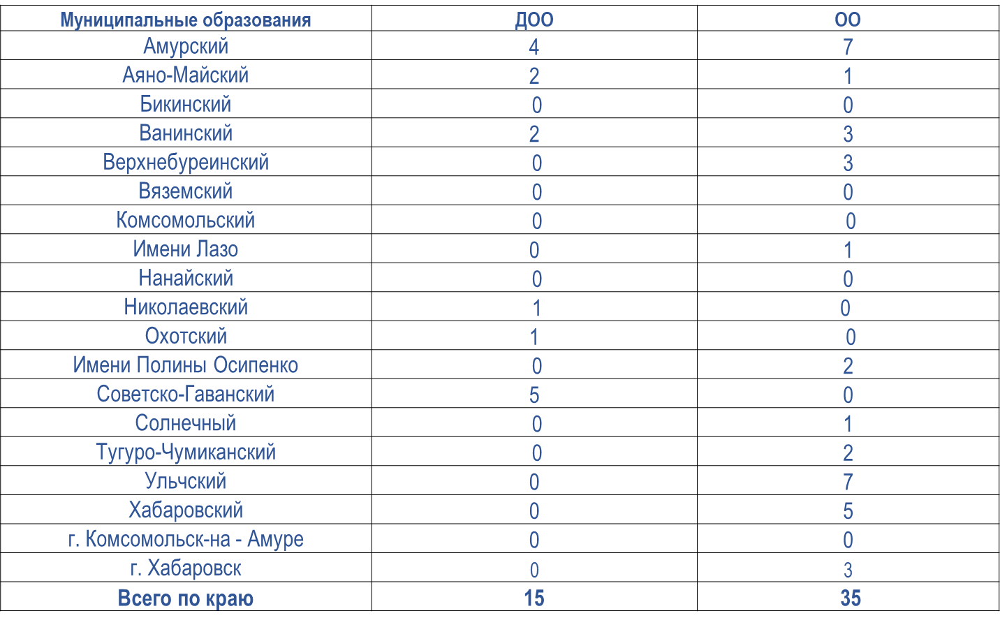 Муниципальные образования ДОО ОО
Амурский 4 7
Аяно-Майский 2 1
Бикинский 0 0
Ванинский 2 3
Верхнебуреинский 0 3
Вяземский 0 0
Комсомольский 0 0
Имени Лазо 0 1
Нанайский 0 0
Николаевский 1 0
Охотский 1 0
Имени Полины Осипенко 0 2
Советско-Гаванский 5 0
Солнечный 0 1
Тугуро-Чумиканский 0 2
Ульчский 0 7
Хабаровский 0 5
г. Комсомольск-на - Амуре 0 0
г. Хабаровск 0 3
Всего по краю 15 35